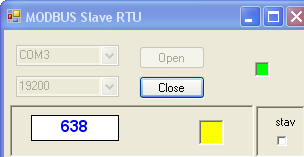 MODBUS Slave RTU
COM3
Open
19200
Close
638
stav